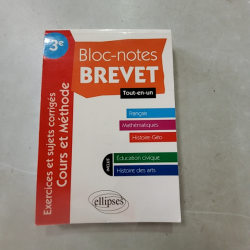 3e
Bloc-notes
BREVET
Tout-en-un
Français
Mathématiques
Histoire-Géo
INCLUS
Éducation civique
Histoire des arts
Exercices et sujets corrigés
Cours et Méthode
ellipses